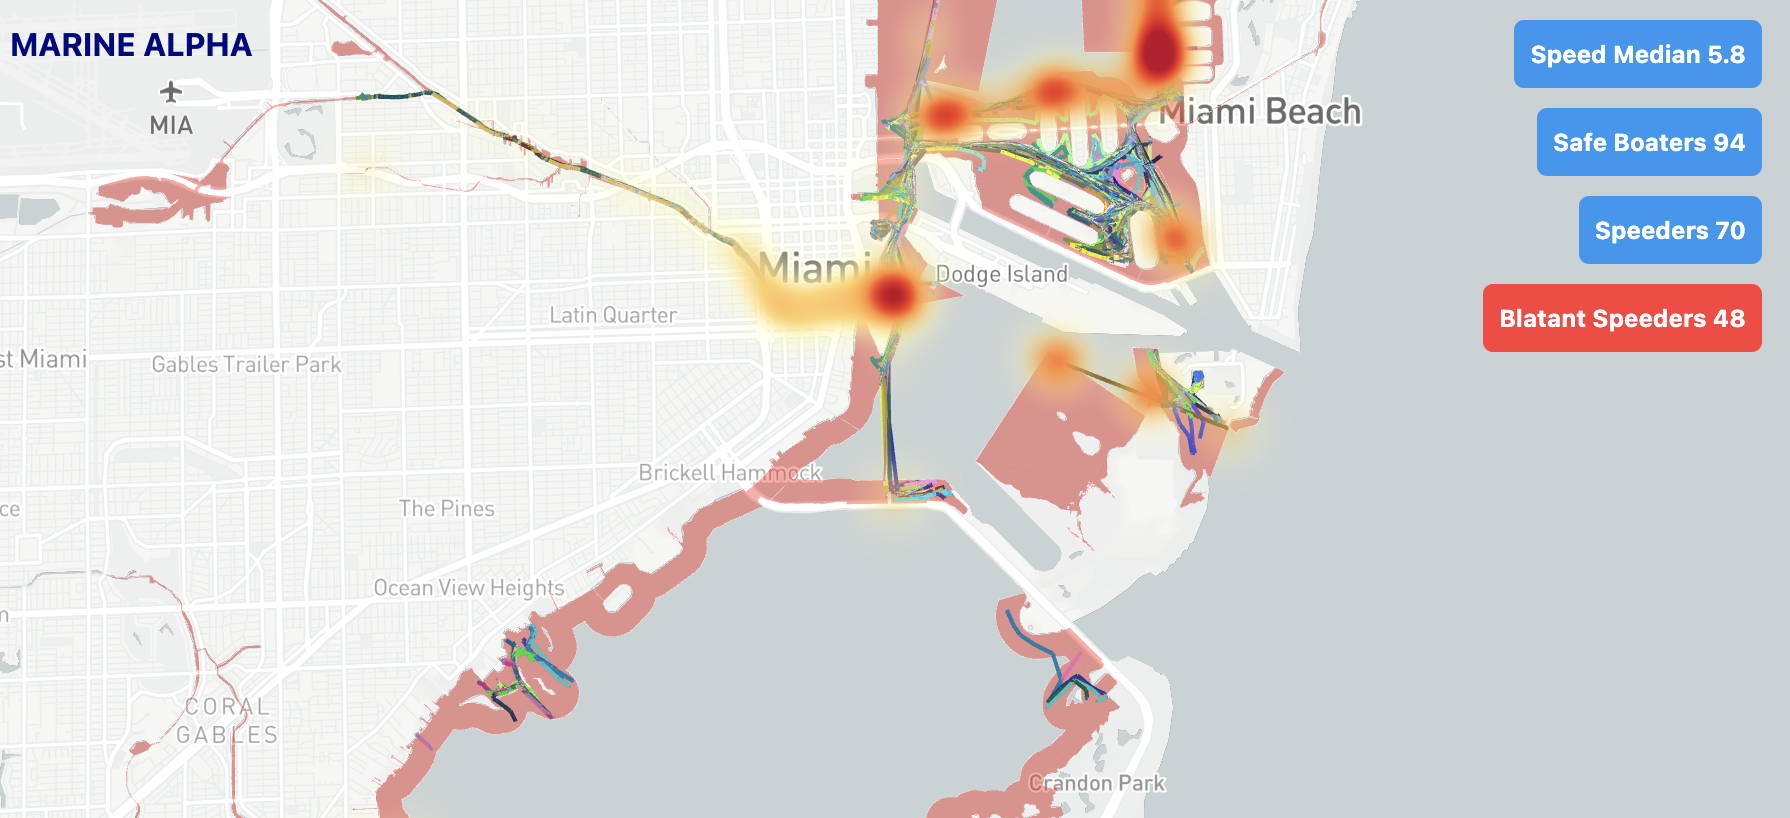 MARINE ALPHA
Speed Median 5.8
MIA
Miami Beach
Safe Boaters 94
Speeders 70
Miami
Dodge Island
Latin Quarter
Blatant Speeders 48
st Miami
Gables Trailer Park
Brickell Hammock
The Pines
ce
Ocean View Heights
CORAL
GABLES
Crandon Park